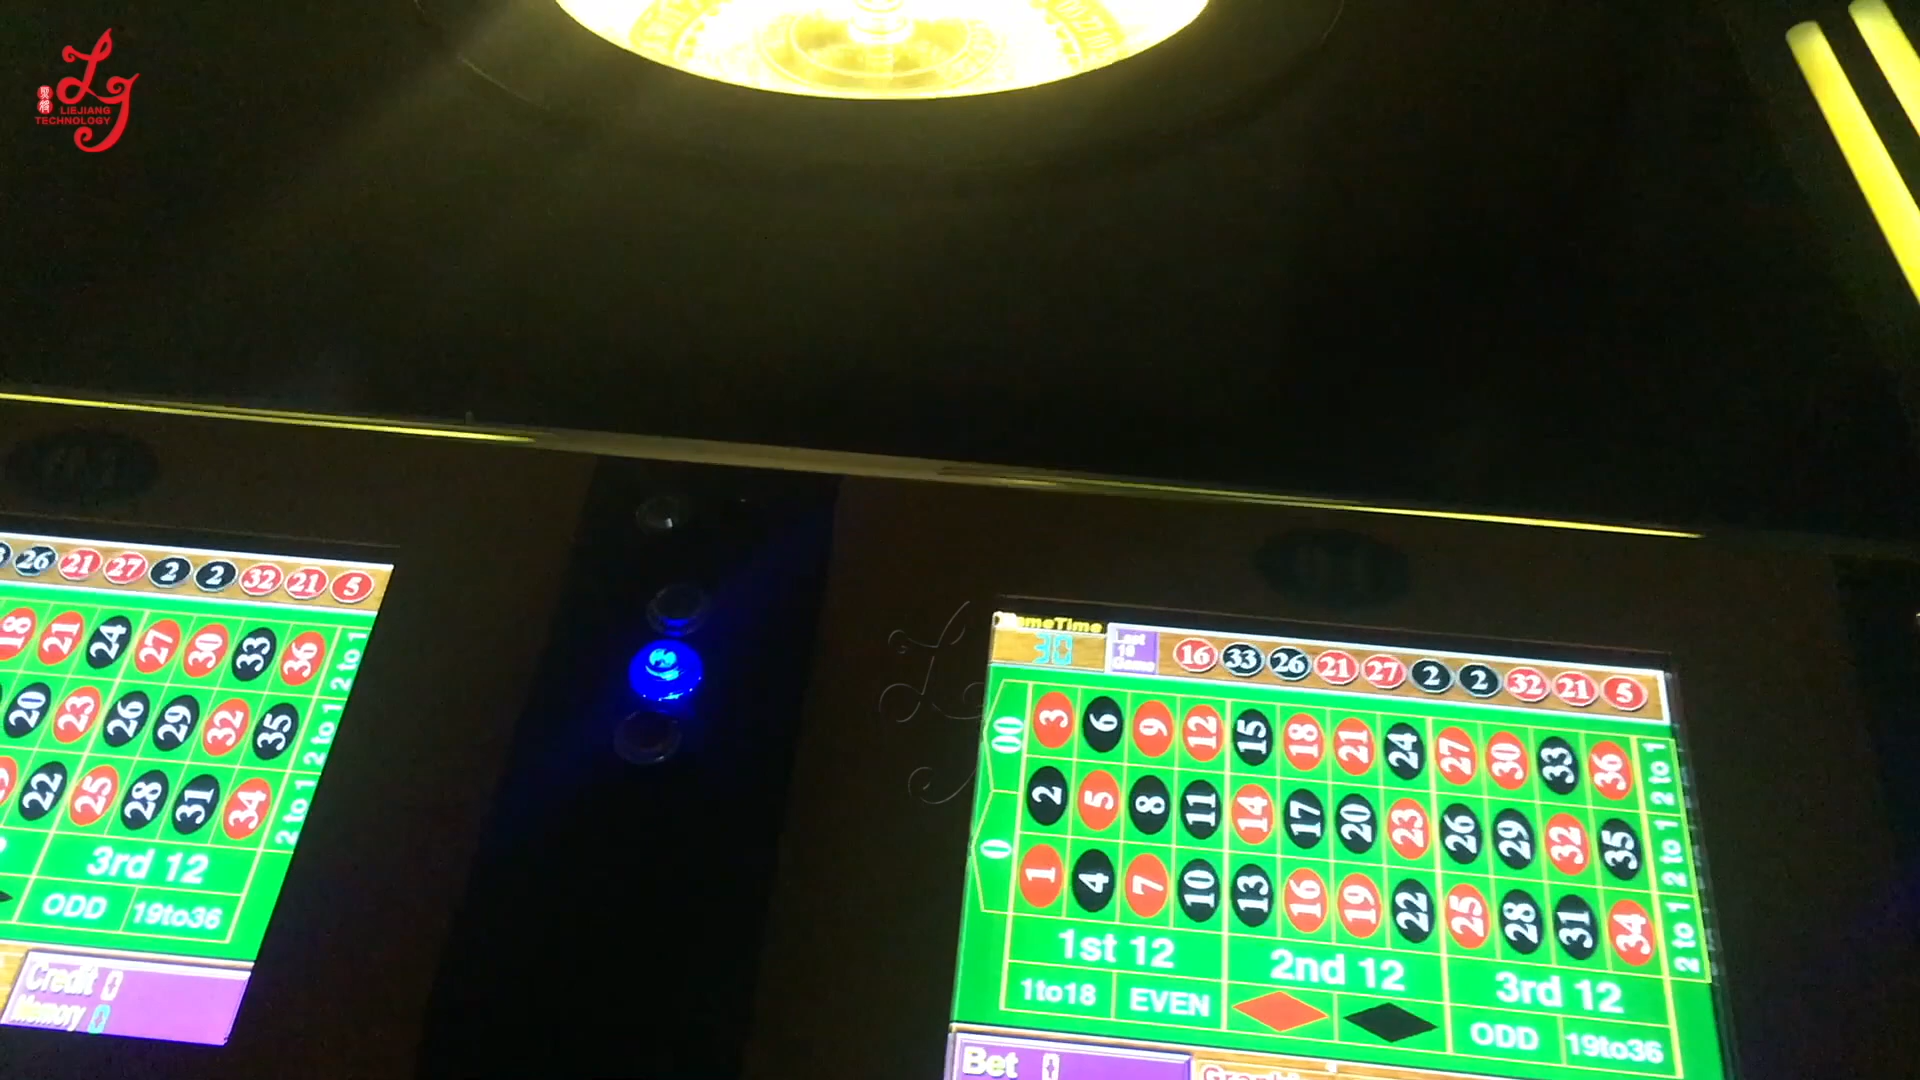 LIEJIANG
TECHNOLOGY
26 21 27 2 2 32 21 5
18 21 24 27 30 33 36 2 to 1
20 23 26 29 32 35 2 to 1
22 25 28 31 34 2 to 1
3rd 12
ODD 19to36
Credit 0
Memory 0
GameTime
30
Last
10
Game
16 33 26 21 27 2 2 32 21 5
00 3 6 9 12 15 18 21 24 27 30 33 36 2 to 1
2 5 8 11 14 17 20 23 26 29 32 35 2 to 1
0 1 4 7 10 13 16 19 22 25 28 31 34 2 to 1
1st 12 2nd 12 3rd 12
1to18 EVEN ODD 19to36
Bet 0